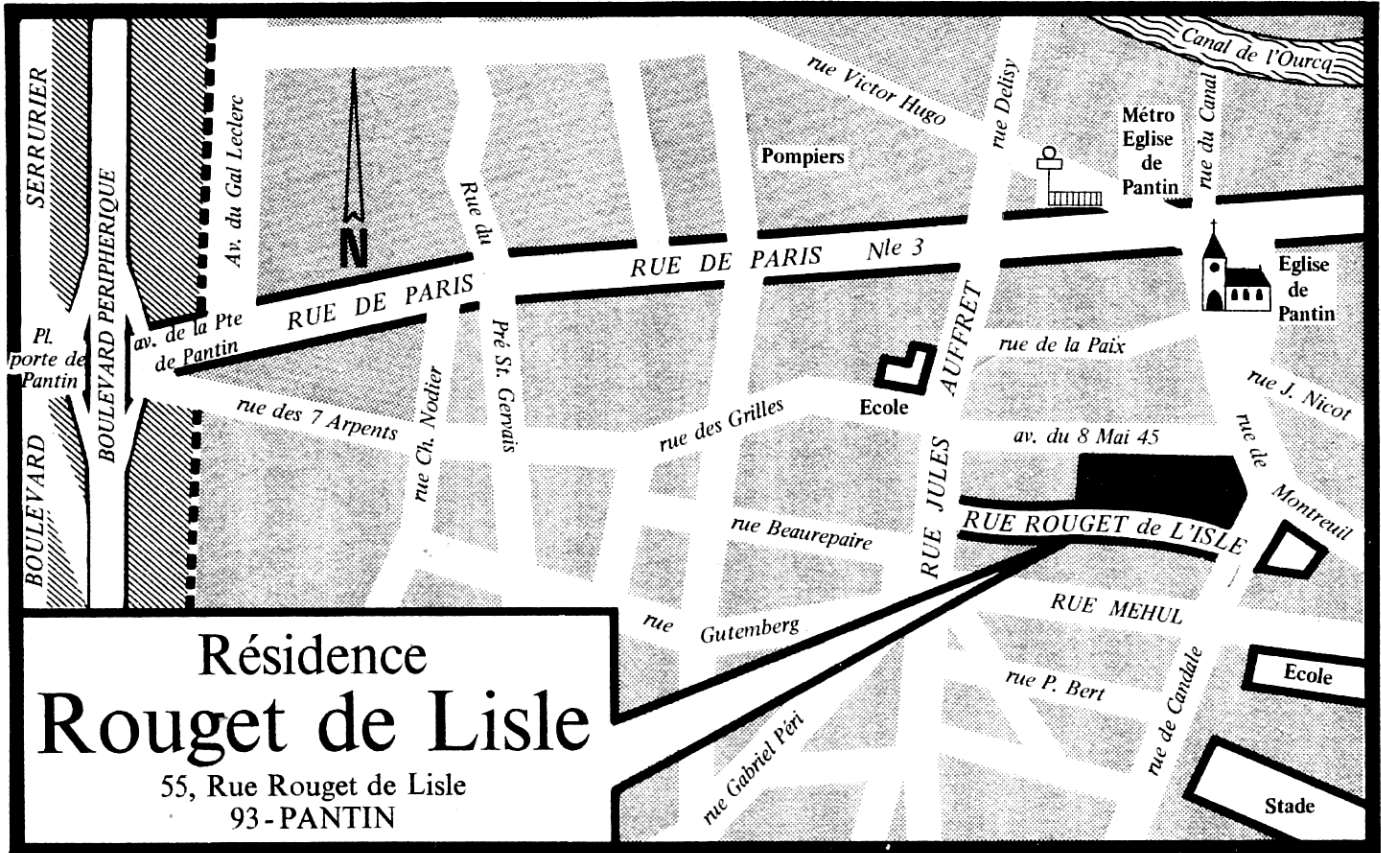 Canal de l'Ourcq
rue Victor Hugo
rue Delisy
Métro
Eglise
de
Pantin
rue du Canal
SERRURIER
BOULEVARD PERIPHERIQUE
Av. du Gal Leclerc
Pompiers
Rue du
Pré St. Gervais
N
RUE DE PARIS
RUE DE PARIS Nle 3
Eglise
de
Pantin
Pl.
porte de
Pantin
av. de la Pte
de Pantin
rue de la Paix
RUE JULES AUFFRET
rue J. Nicot
Ecole
rue des 7 Arpents
rue Ch. Nodier
rue des Grilles
av. du 8 Mai 45
rue de Montreuil
BOULEVARD
rue Beaurepaire
RUE ROUGET de L'ISLE
RUE MEHUL
rue Gutemberg
rue P. Bert
Ecole
rue de Candale
rue Gabriel Péri
Stade
Résidence
Rouget de Lisle
55, Rue Rouget de Lisle
93-PANTIN